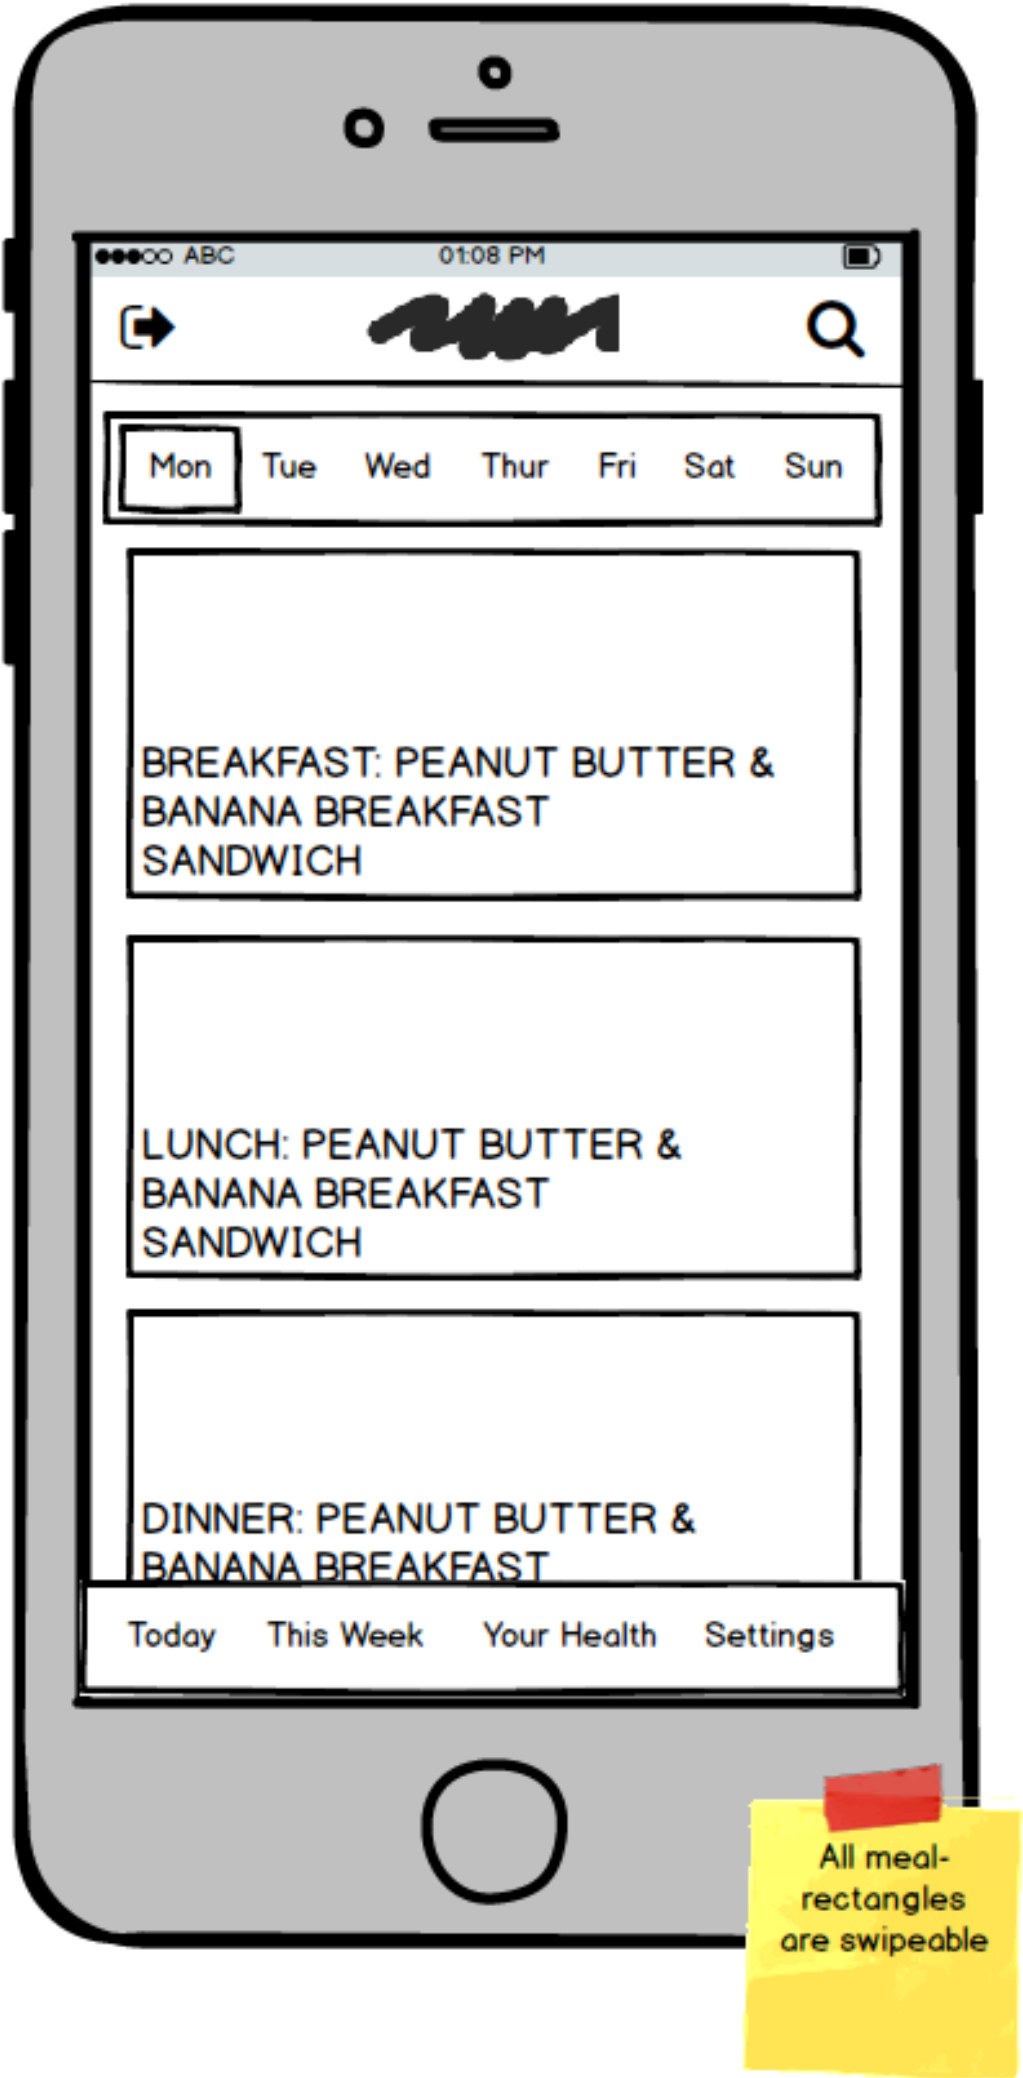 ABC 01:08 PM
Mon Tue Wed Thur Fri Sat Sun
BREAKFAST: PEANUT BUTTER &
BANANA BREAKFAST
SANDWICH
LUNCH: PEANUT BUTTER &
BANANA BREAKFAST
SANDWICH
DINNER: PEANUT BUTTER &
BANANA BREAKFAST
Today This Week Your Health Settings
All meal-
rectangles
are swipeable